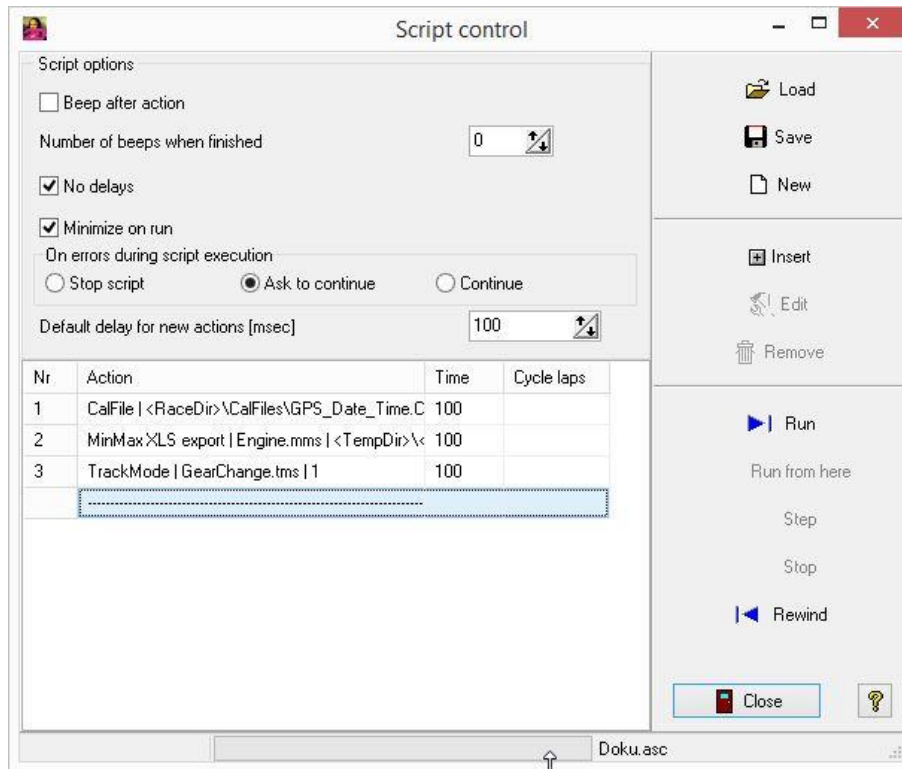 Script control
Script options
Beep after action
Number of beeps when finished 0
No delays
Minimize on run
On errors during script execution
Stop script Ask to continue Continue
Default delay for new actions [msec] 100
Nr Action Time Cycle laps
1 CalFile | <RaceDir>\CalFiles\GPS_Date_Time.C 100
2 MinMax XLS export | Engine.mms | <TempDir>\< 100
3 TrackMode | GearChange.tms | 1 100
Load
Save
New
Insert
Edit
Remove
Run
Run from here
Step
Stop
Rewind
Close ?
Doku.asc